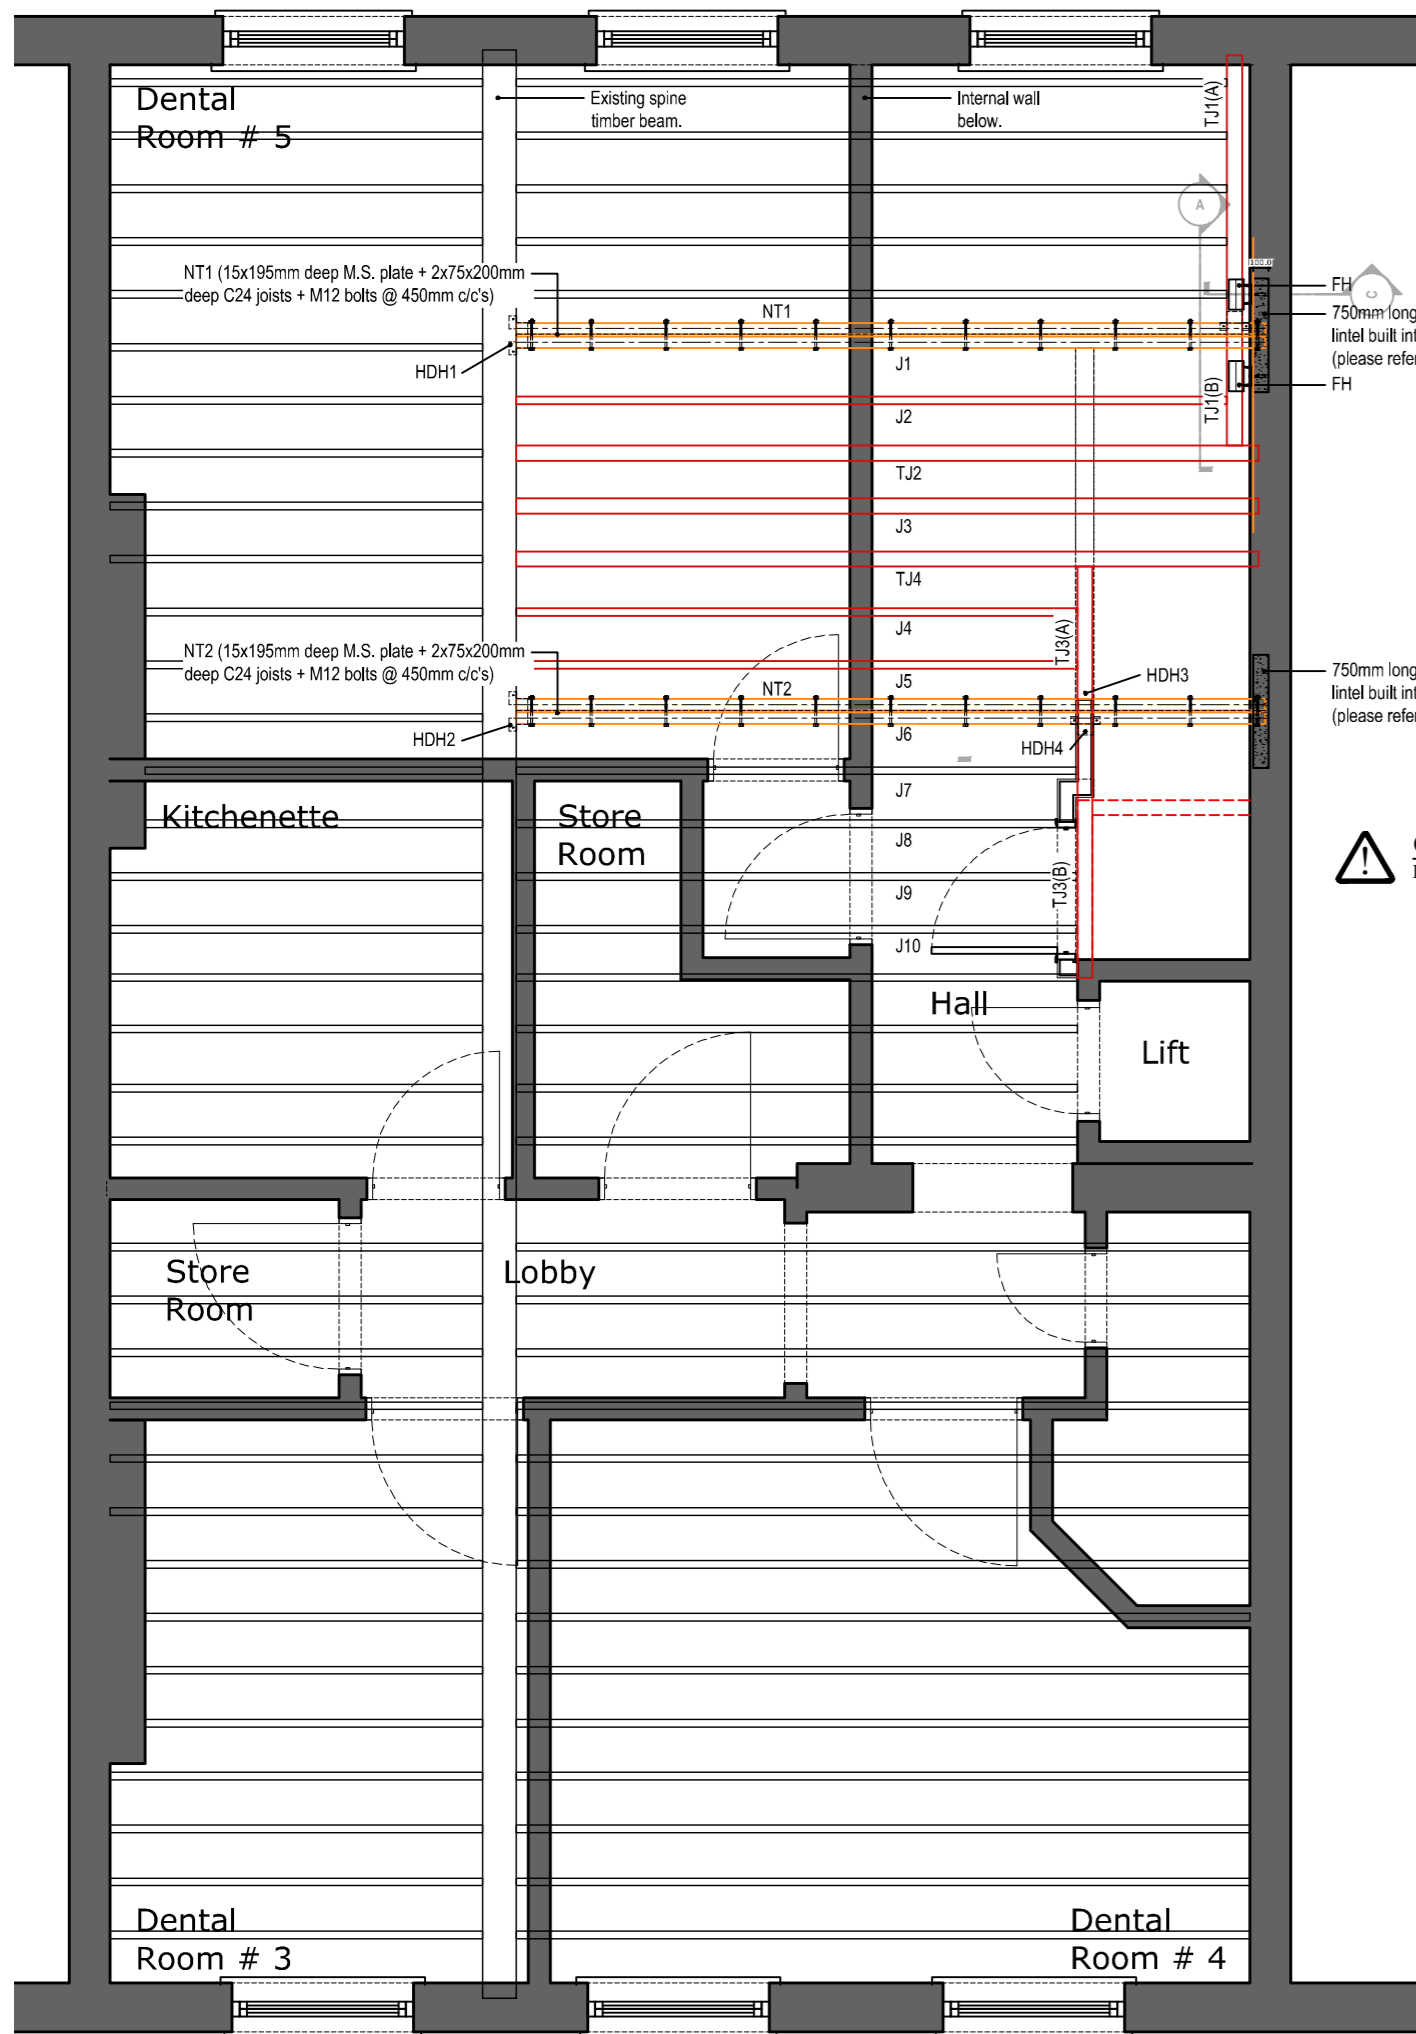 Dental
Room # 5
Existing spine
timber beam.
Internal wall
below.
TJ1(A)
A
NT1 (15x195mm deep M.S. plate + 2x75x200mm
deep C24 joists + M12 bolts @ 450mm c/c's)
NT1
100.0
FH
C
750mm long
lintel built int
(please refer
HDH1
J1
FH
TJ1(B)
J2
TJ2
J3
TJ4
J4
TJ3(A)
NT2 (15x195mm deep M.S. plate + 2x75x200mm
deep C24 joists + M12 bolts @ 450mm c/c's)
J5
NT2
HDH3
750mm long
lintel built int
(please refer
HDH2
J6
HDH4
J7
Kitchenette
Store
Room
J8
!
J9
TJ3(B)
J10
Hall
Lift
Store
Room
Lobby
Dental
Room # 3
Dental
Room # 4